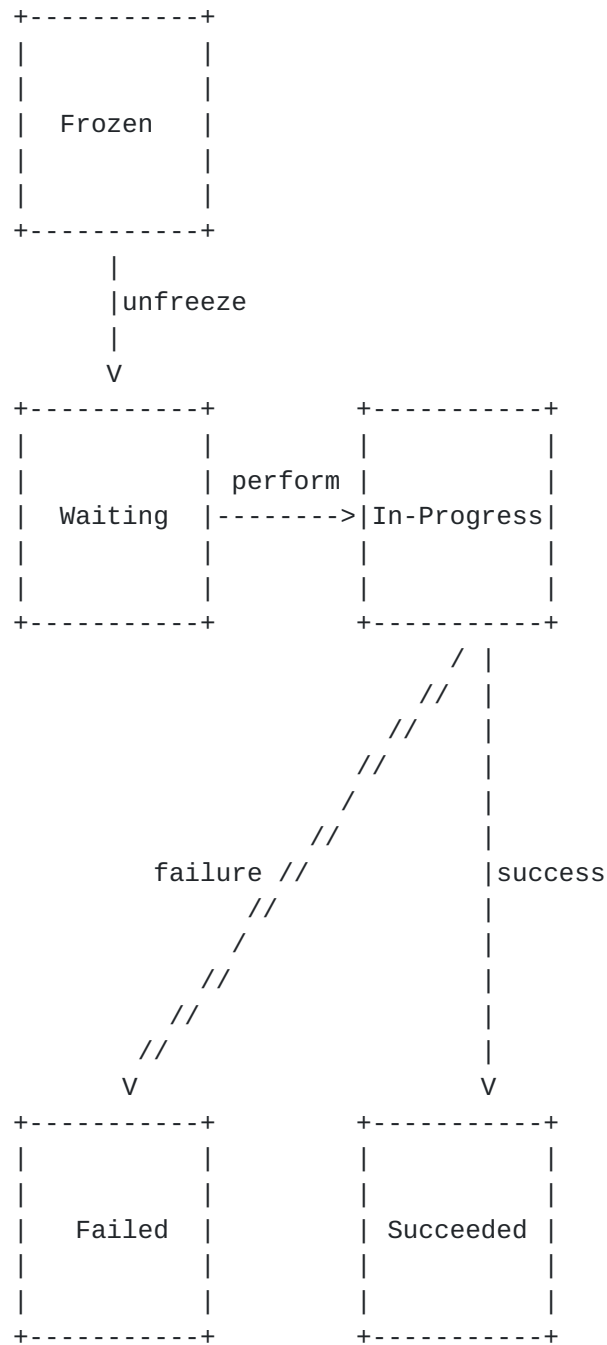 Frozen
unfreeze
perform
Waiting In-Progress
failure success
Failed Succeeded